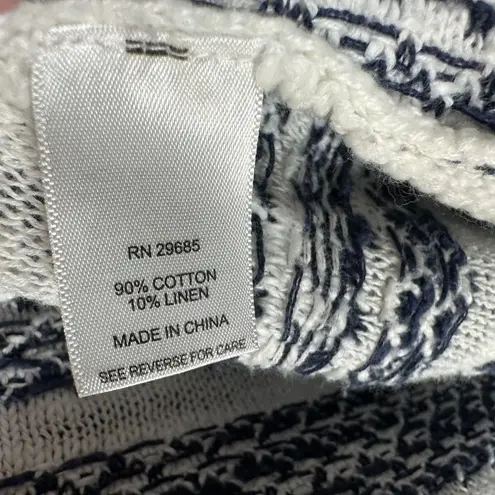 RN 29685
90% COTTON
10% LINEN
MADE IN CHINA
SEE REVERSE FOR CARE